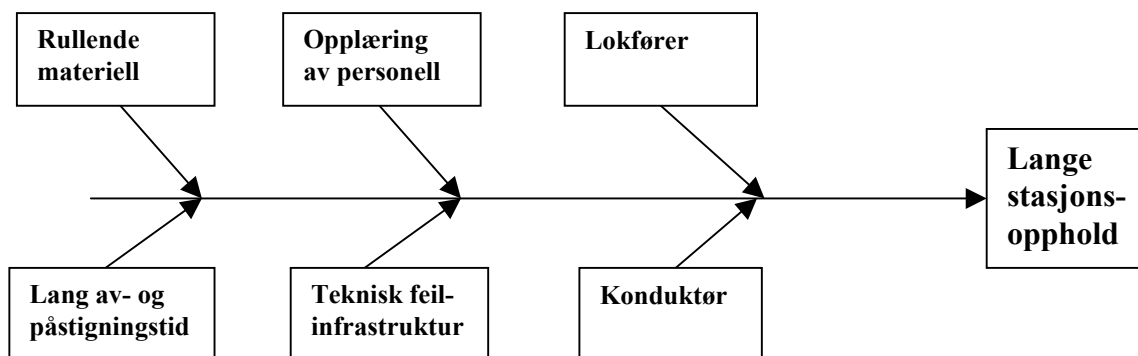 Rullende
materiell
Opplæring
av personell
Lokfører
Lange
stasjons-
opphold
Lang av- og
påstigningstid
Teknisk feil-
infrastruktur
Konduktør